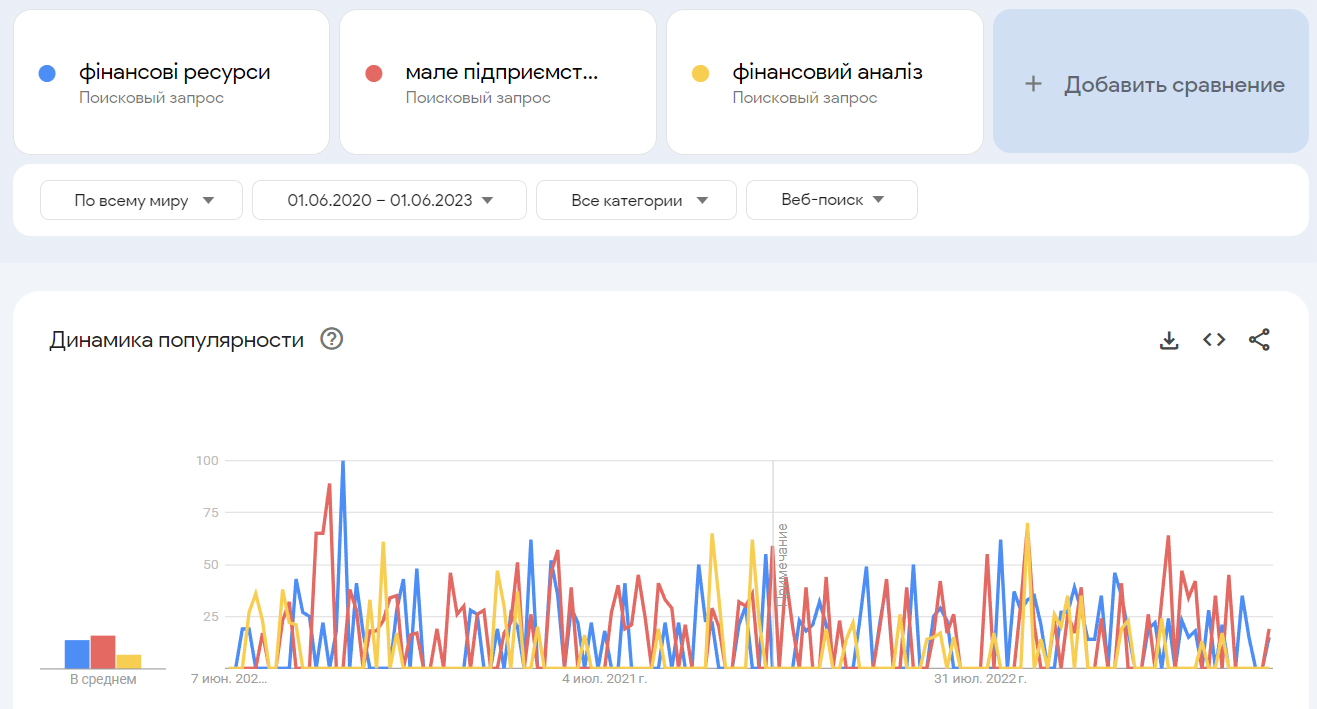 фінансові ресурси
Поисковый запрос
мале підприємст...
Поисковый запрос
фінансовий аналіз
Поисковый запрос
+ Добавить сравнение
По всему миру
01.06.2020 – 01.06.2023
Все категории
Веб-поиск
Динамика популярности
?
100
75
50
25
Примечание
В среднем
7 июн. 202...
4 июл. 2021 г.
31 июл. 2022 г.